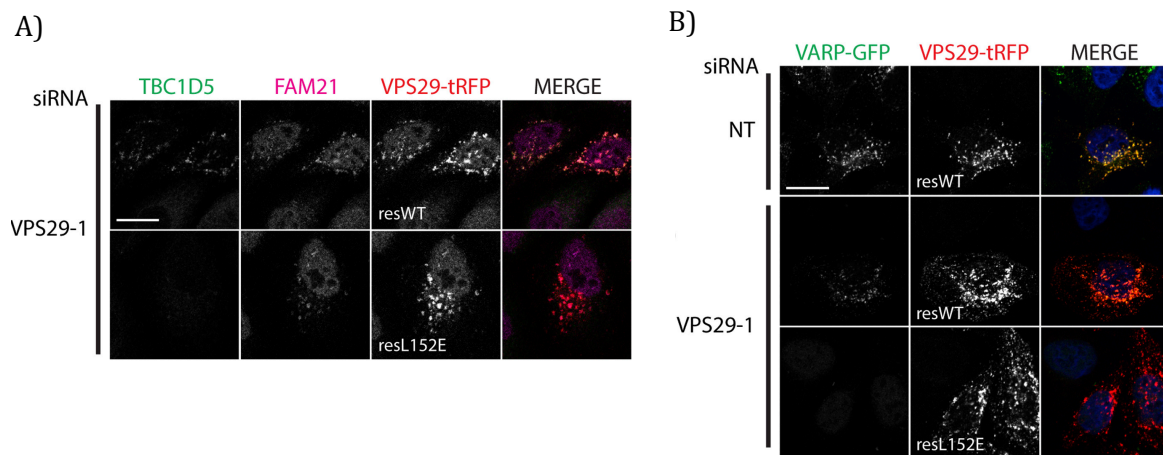 A)
siRNA
TBC1D5 FAM21 VPS29-tRFP MERGE
VPS29-1
resWT
resL152E
B)
siRNA
VARP-GFP VPS29-tRFP MERGE
NT
resWT
VPS29-1
resWT
resL152E